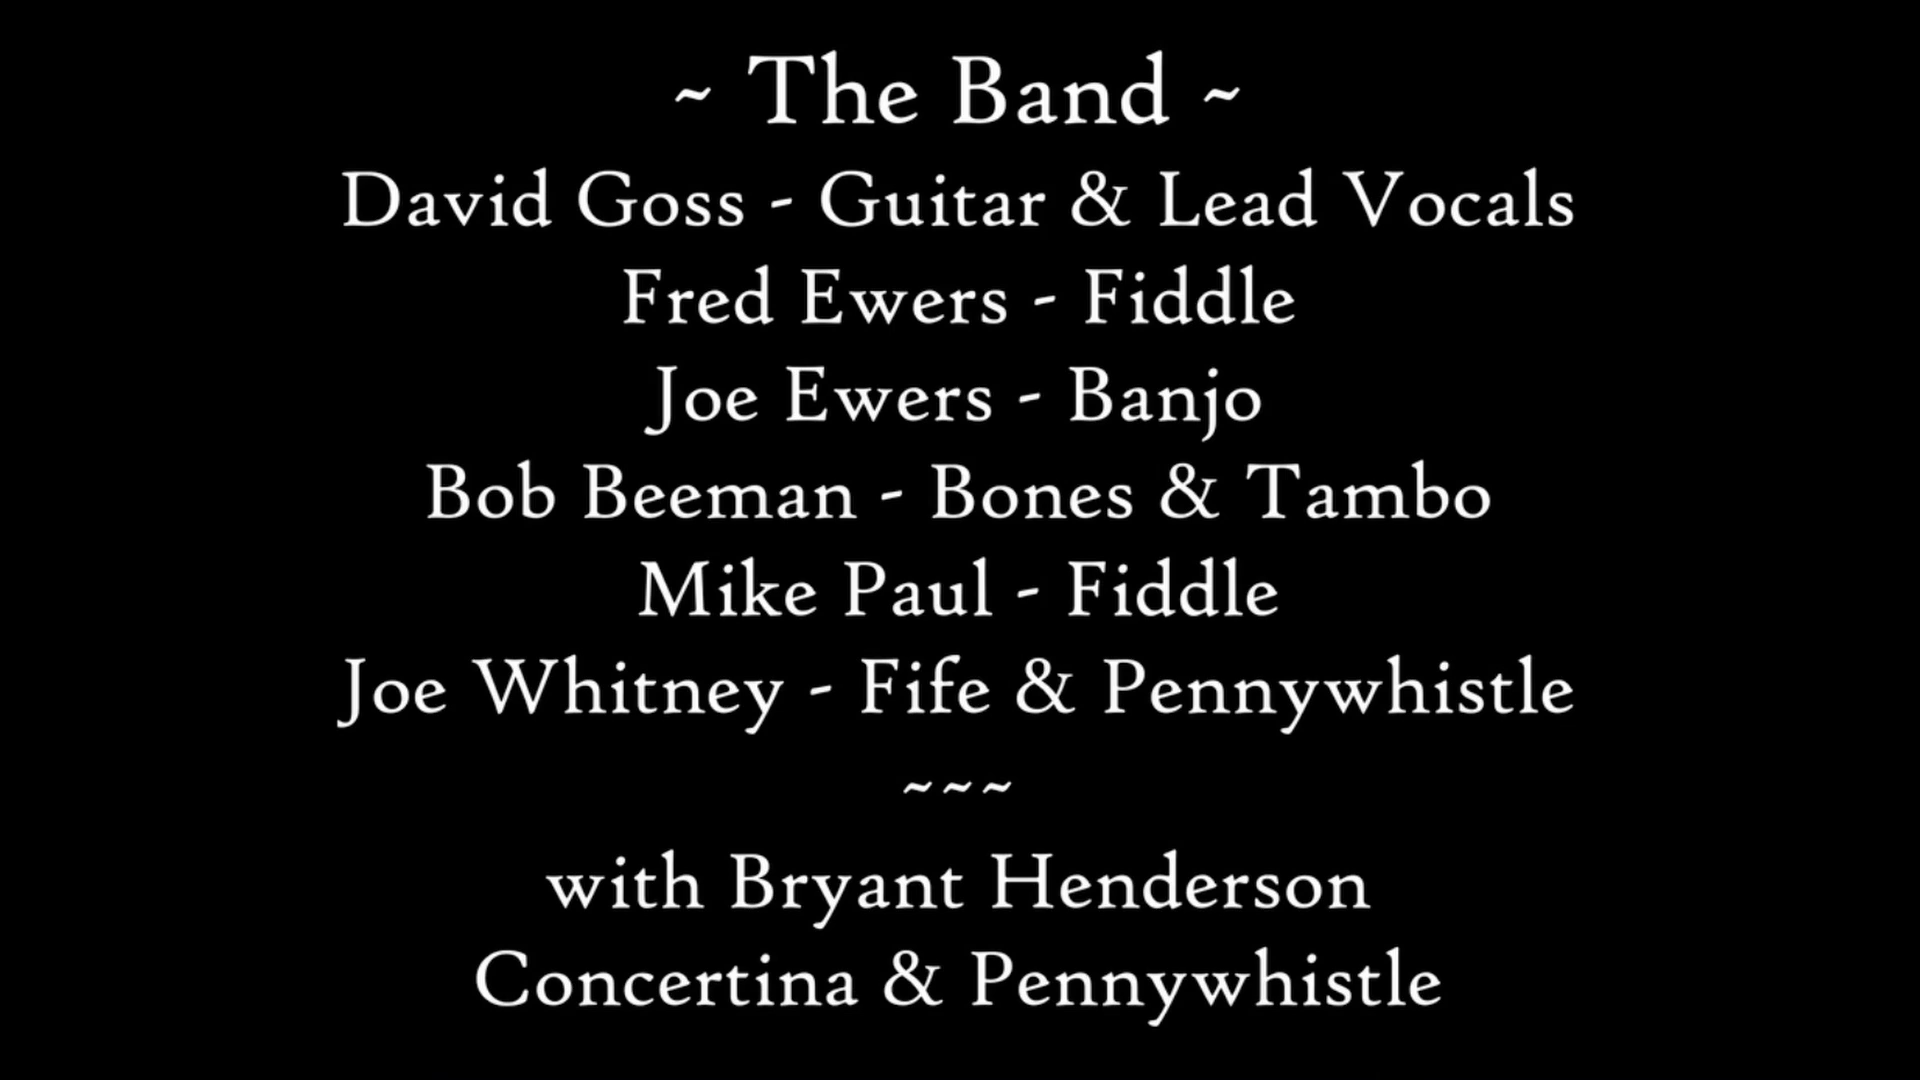 ~ The Band ~
David Goss - Guitar & Lead Vocals
Fred Ewers - Fiddle
Joe Ewers - Banjo
Bob Beeman - Bones & Tambo
Mike Paul - Fiddle
Joe Whitney - Fife & Pennywhistle
~~~
with Bryant Henderson
Concertina & Pennywhistle